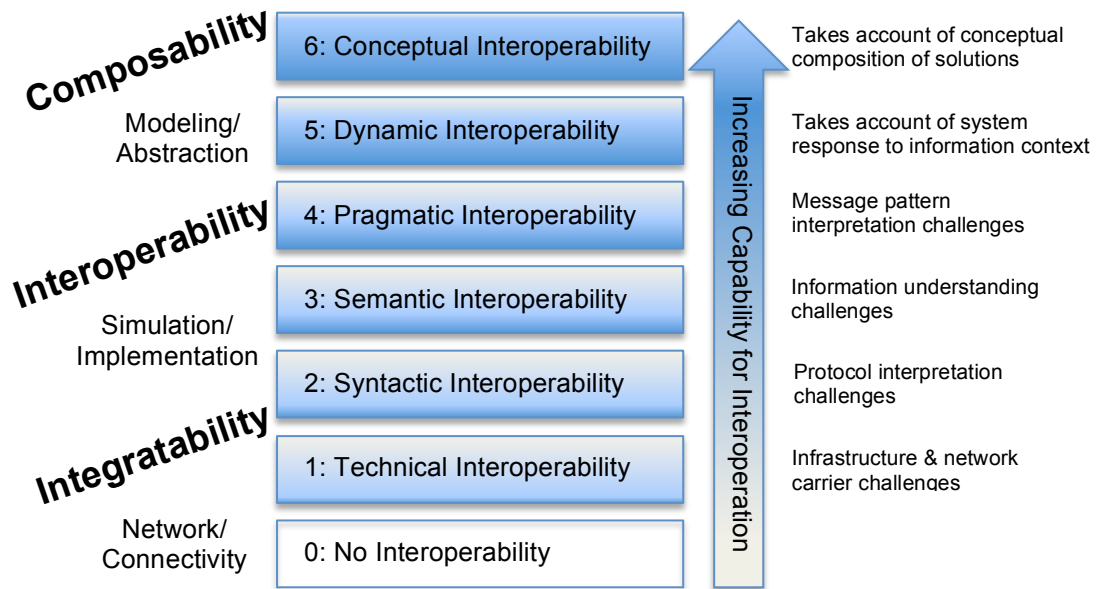 Composability
Modeling/
Abstraction
Interoperability
Simulation/
Implementation
Integratability
Network/
Connectivity
6: Conceptual Interoperability
5: Dynamic Interoperability
4: Pragmatic Interoperability
3: Semantic Interoperability
2: Syntactic Interoperability
1: Technical Interoperability
0: No Interoperability
Increasing Capability for Interoperation
Takes account of conceptual
composition of solutions
Takes account of system
response to information context
Message pattern
interpretation challenges
Information understanding
challenges
Protocol interpretation
challenges
Infrastructure & network
carrier challenges